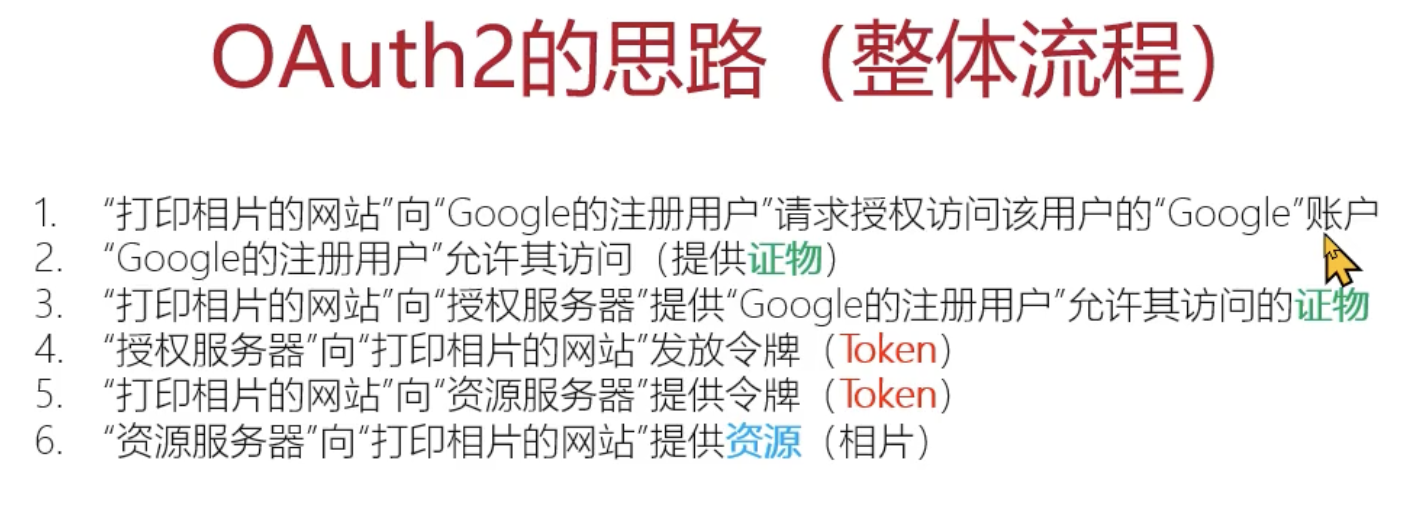 OAuth2的思路（整体流程）
1. “打印相片的网站”向“Google的注册用户”请求授权访问该用户的“Google”账户
2. “Google的注册用户”允许其访问（提供证物）
3. “打印相片的网站”向“授权服务器”提供“Google的注册用户”允许其访问的证物
4. “授权服务器”向“打印相片的网站”发放令牌（Token）
5. “打印相片的网站”向“资源服务器”提供令牌（Token）
6. “资源服务器”向“打印相片的网站”提供资源（相片）